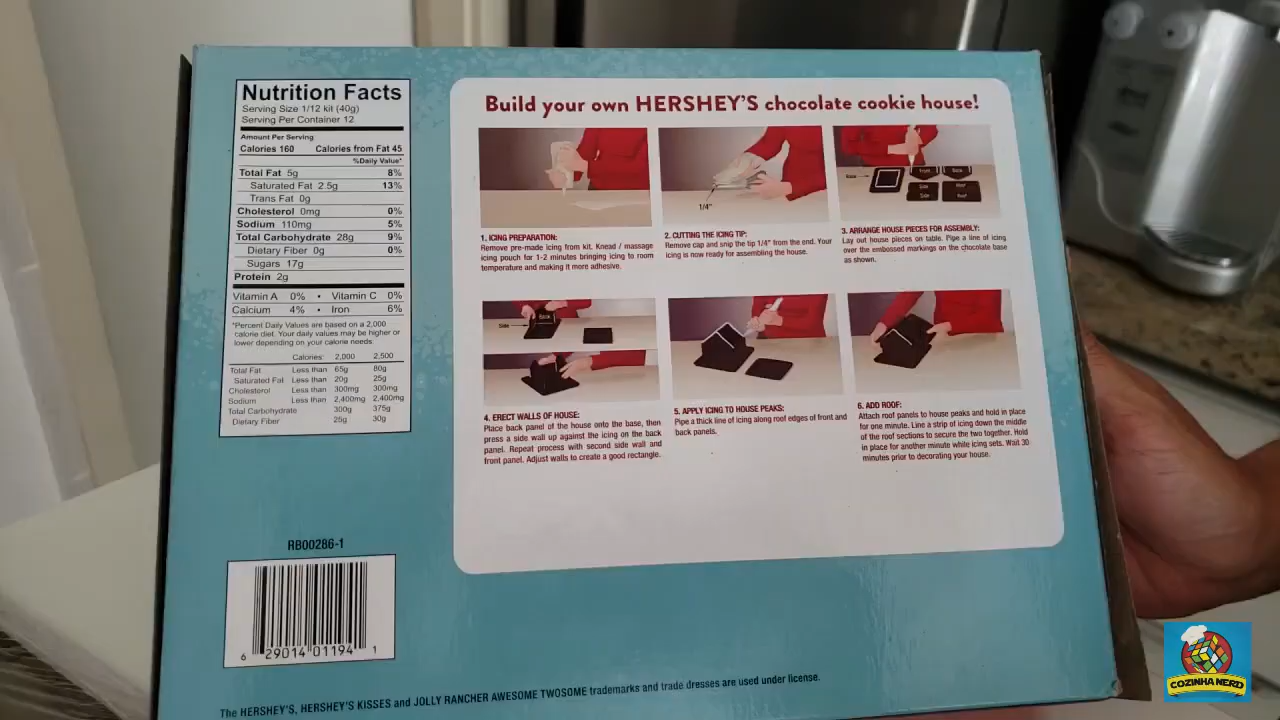 Nutrition Facts
Serving Size 1/12 kit (40g)
Serving Per Container 12
Amount Per Serving
Calories 160 Calories from Fat 45
%Daily Value*
Total Fat 5g 8%
Saturated Fat 2.5g 13%
Trans Fat 0g
Cholesterol 0mg 0%
Sodium 110mg 5%
Total Carbohydrate 28g 9%
Dietary Fiber 0g 0%
Sugars 17g
Protein 2g
Vitamin A 0% • Vitamin C 0%
Calcium 4% • Iron 6%
*Percent Daily Values are based on a 2,000
calorie diet. Your daily values may be higher or
lower depending on your calorie needs.
Calories: 2,000 2,500
Total Fat Less than 65g 80g
Saturated Fat Less than 20g 25g
Cholesterol Less than 300mg 300mg
Sodium Less than 2,400mg 2,400mg
Total Carbohydrate 300g 375g
Dietary Fiber 25g 30g
RB00286-1
6 29014 01194 1
Build your own HERSHEY'S chocolate cookie house!
1. ICING PREPARATION:
Remove pre-made icing from kit. Knead / massage
icing pouch for 1-2 minutes bringing icing to room
temperature and making it more adhesive.
1/4"
2. CUTTING THE ICING TIP:
Remove cap and snip the tip 1/4" from the end. Your
icing is now ready for assembling the house.
Base
Front Back
Side Roof
Side Roof
3. ARRANGE HOUSE PIECES FOR ASSEMBLY:
Lay out house pieces on table. Pipe a line of icing
over the embossed markings on the chocolate base
as shown.
Side Back
4. ERECT WALLS OF HOUSE:
Place back panel of the house onto the base, then
press a side wall up against the icing on the back
panel. Repeat process with second side wall and
front panel. Adjust walls to create a good rectangle.
5. APPLY ICING TO HOUSE PEAKS:
Pipe a thick line of icing along roof edges of front and
back panels.
6. ADD ROOF:
Attach roof panels to house peaks and hold in place
for one minute. Line a strip of icing down the middle
of the roof sections to secure the two together. Hold
in place for another minute while icing sets. Wait 30
minutes prior to decorating your house.
The HERSHEY'S, HERSHEY'S KISSES and JOLLY RANCHER AWESOME TWOSOME trademarks and trade dresses are used under license.
COZINHA NERD